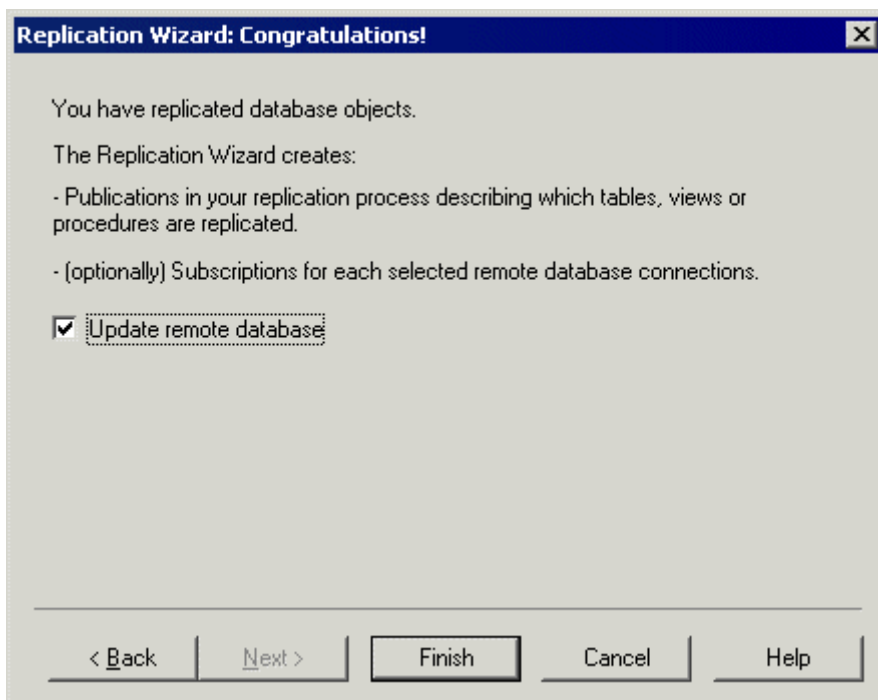 Replication Wizard: Congratulations!
You have replicated database objects.
The Replication Wizard creates:
- Publications in your replication process describing which tables, views or
procedures are replicated.
- (optionally) Subscriptions for each selected remote database connections.
Update remote database
< Back Next > Finish Cancel Help